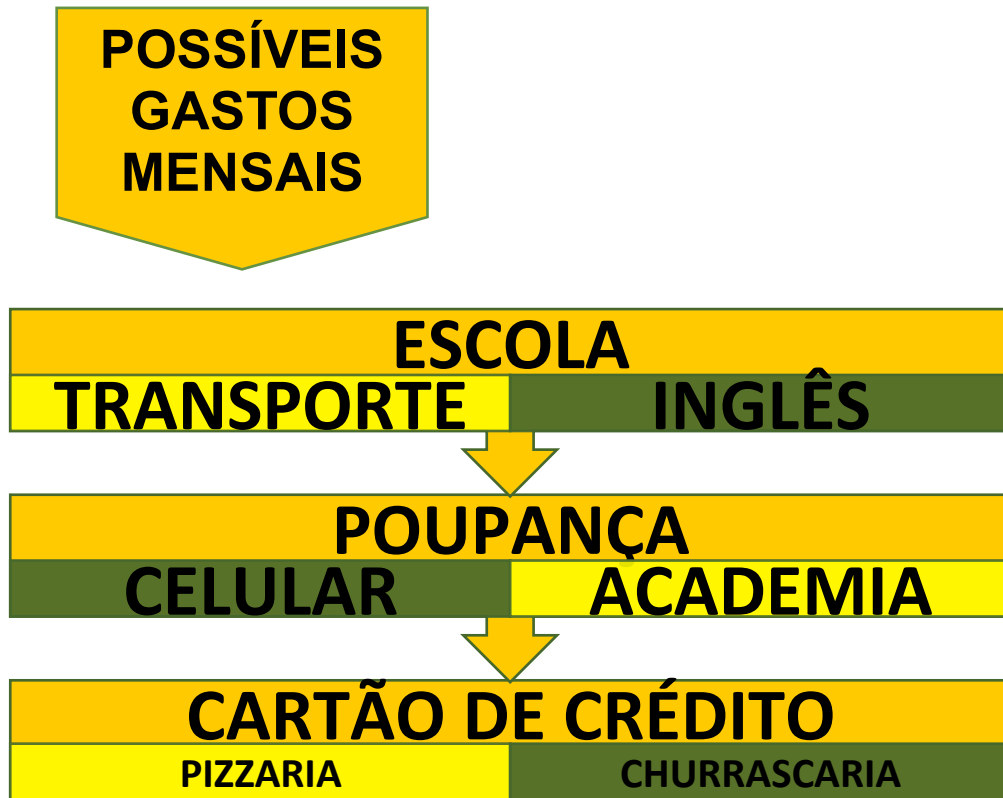 POSSÍVEIS
GASTOS
MENSAIS
ESCOLA
TRANSPORTE INGLÊS
POUPANÇA
CELULAR ACADEMIA
CARTÃO DE CRÉDITO
PIZZARIA CHURRASCARIA